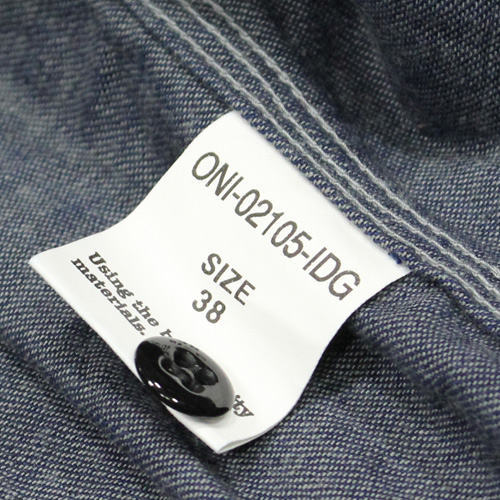 ONI-02105-IDG
SIZE
38
Using the
materials.